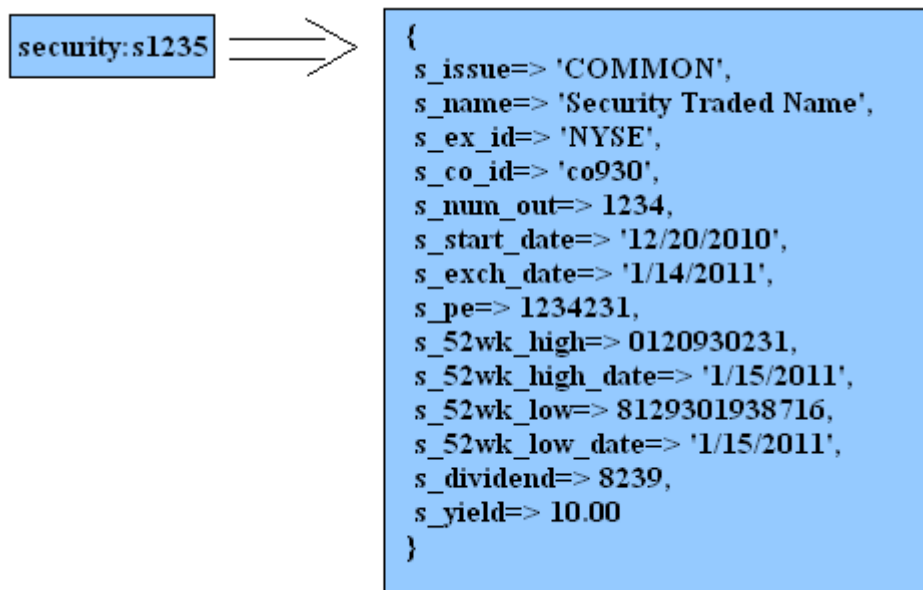 security:s1235
{
s_issue=> 'COMMON',
s_name=> 'Security Traded Name',
s_ex_id=> 'NYSE',
s_co_id=> 'co930',
s_num_out=> 1234,
s_start_date=> '12/20/2010',
s_exch_date=> '1/14/2011',
s_pe=> 1234231,
s_52wk_high=> 0120930231,
s_52wk_high_date=> '1/15/2011',
s_52wk_low=> 8129301938716,
s_52wk_low_date=> '1/15/2011',
s_dividend=> 8239,
s_yield=> 10.00
}